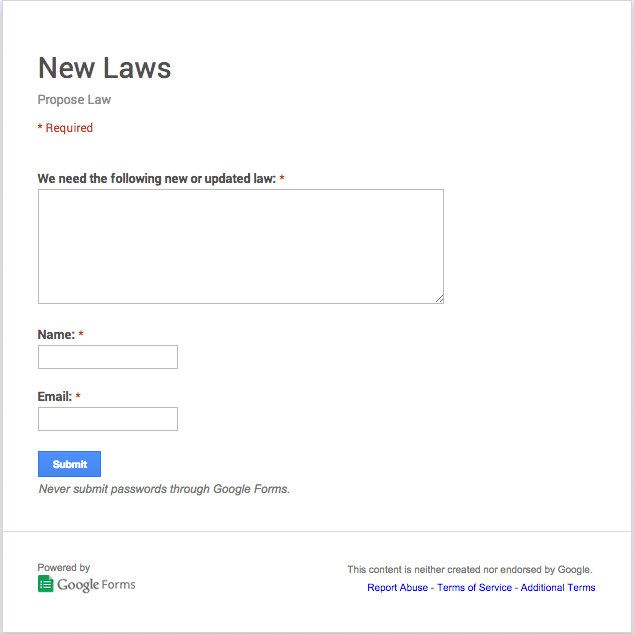 New Laws
Propose Law
* Required
We need the following new or updated law: *
Name: *
Email: *
Submit
Never submit passwords through Google Forms.
Powered by
Google Forms
This content is neither created nor endorsed by Google.
Report Abuse - Terms of Service - Additional Terms